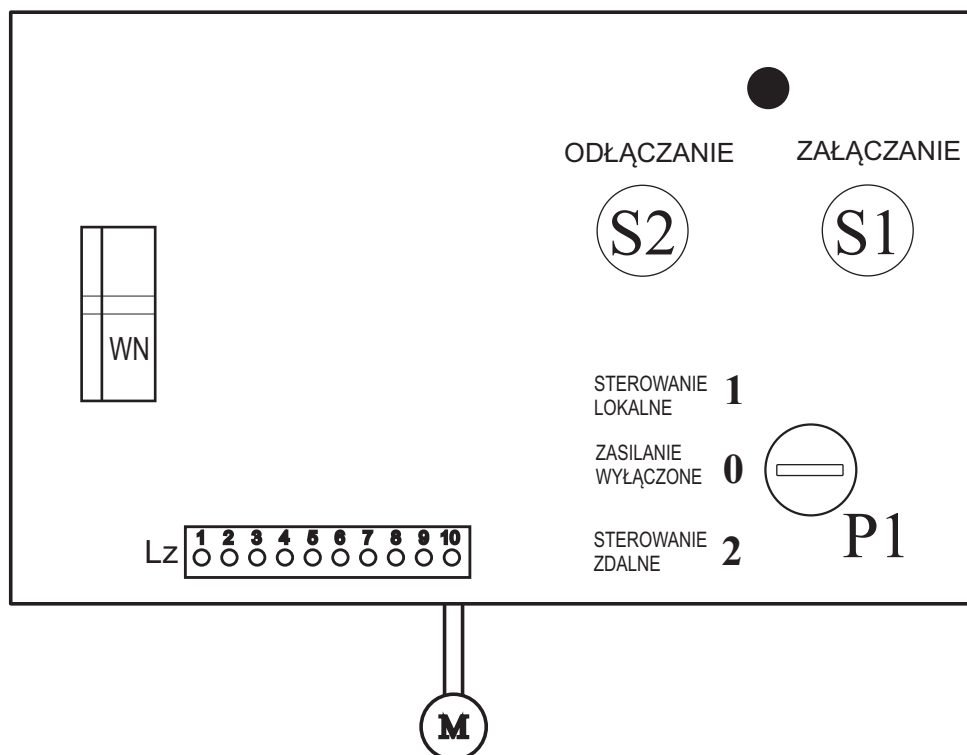 ODŁĄCZANIE ZAŁĄCZANIE
S2 S1
WN
STEROWANIE
LOKALNE 1
ZASILANIE
WYŁĄCZONE 0
STEROWANIE
ZDALNE 2
P1
Lz 1 2 3 4 5 6 7 8 9 10
M